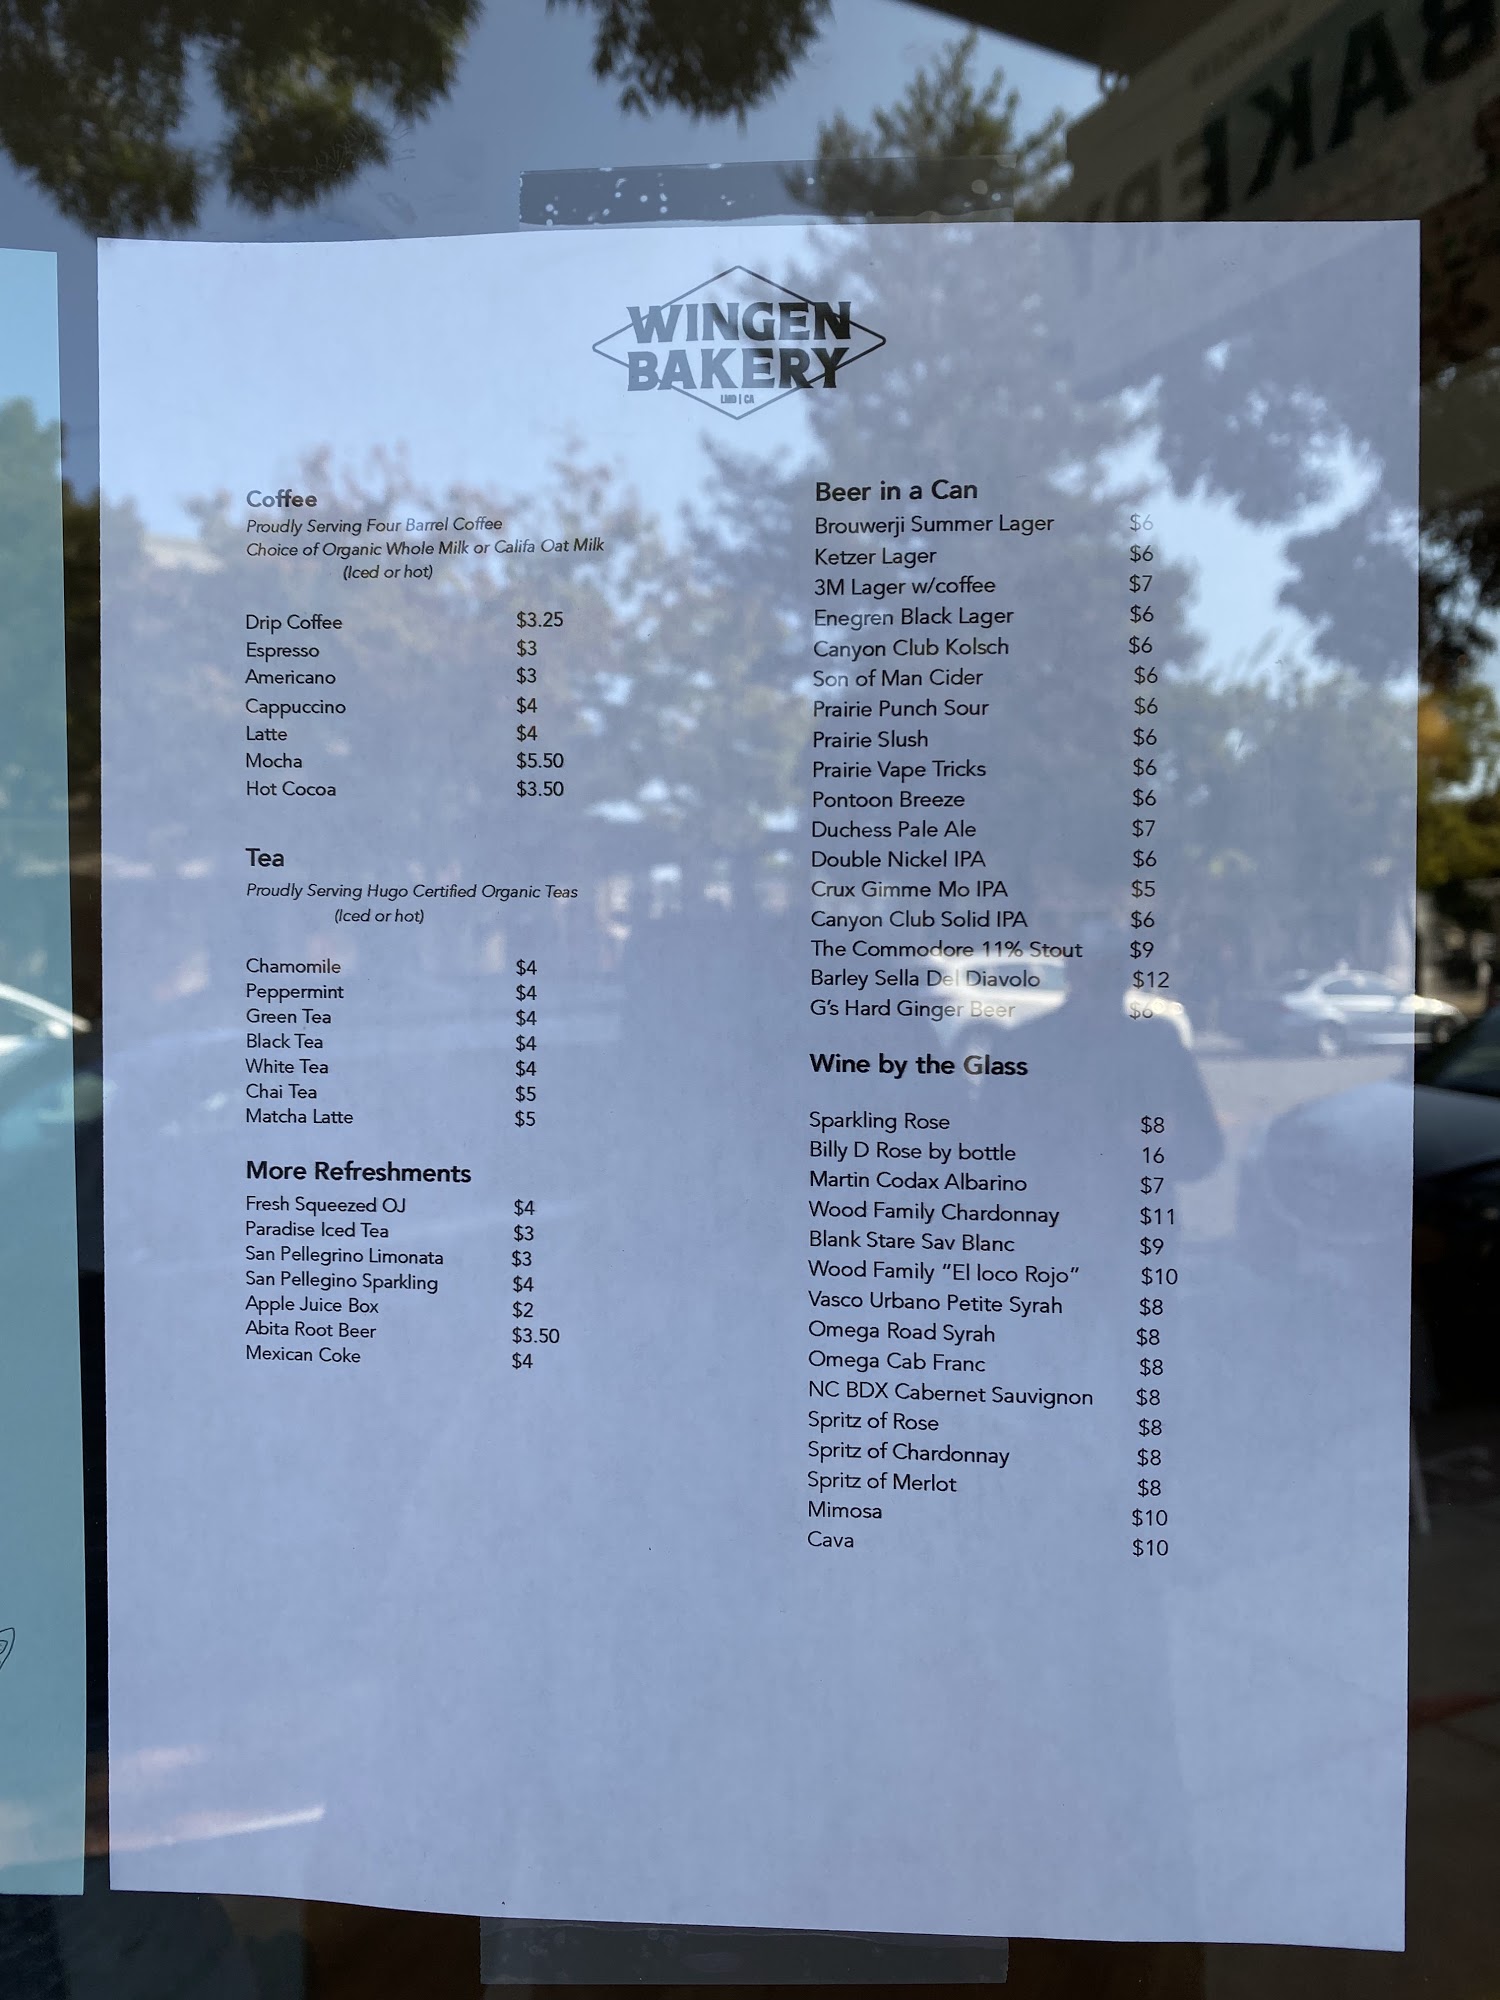 BAKERY
WINGEN
BAKERY
LMD | CA
Coffee
Proudly Serving Four Barrel Coffee
Choice of Organic Whole Milk or Califa Oat Milk
(Iced or hot)
Drip Coffee $3.25
Espresso $3
Americano $3
Cappuccino $4
Latte $4
Mocha $5.50
Hot Cocoa $3.50
Tea
Proudly Serving Hugo Certified Organic Teas
(Iced or hot)
Chamomile $4
Peppermint $4
Green Tea $4
Black Tea $4
White Tea $4
Chai Tea $5
Matcha Latte $5
More Refreshments
Fresh Squeezed OJ $4
Paradise Iced Tea $3
San Pellegrino Limonata $3
San Pellegino Sparkling $4
Apple Juice Box $2
Abita Root Beer $3.50
Mexican Coke $4
Beer in a Can
Brouwerji Summer Lager $6
Ketzer Lager $6
3M Lager w/coffee $7
Enegren Black Lager $6
Canyon Club Kolsch $6
Son of Man Cider $6
Prairie Punch Sour $6
Prairie Slush $6
Prairie Vape Tricks $6
Pontoon Breeze $6
Duchess Pale Ale $7
Double Nickel IPA $6
Crux Gimme Mo IPA $5
Canyon Club Solid IPA $6
The Commodore 11% Stout $9
Barley Sella Del Diavolo $12
G's Hard Ginger Beer $6
Wine by the Glass
Sparkling Rose $8
Billy D Rose by bottle 16
Martin Codax Albarino $7
Wood Family Chardonnay $11
Blank Stare Sav Blanc $9
Wood Family "El loco Rojo" $10
Vasco Urbano Petite Syrah $8
Omega Road Syrah $8
Omega Cab Franc $8
NC BDX Cabernet Sauvignon $8
Spritz of Rose $8
Spritz of Chardonnay $8
Spritz of Merlot $8
Mimosa $10
Cava $10